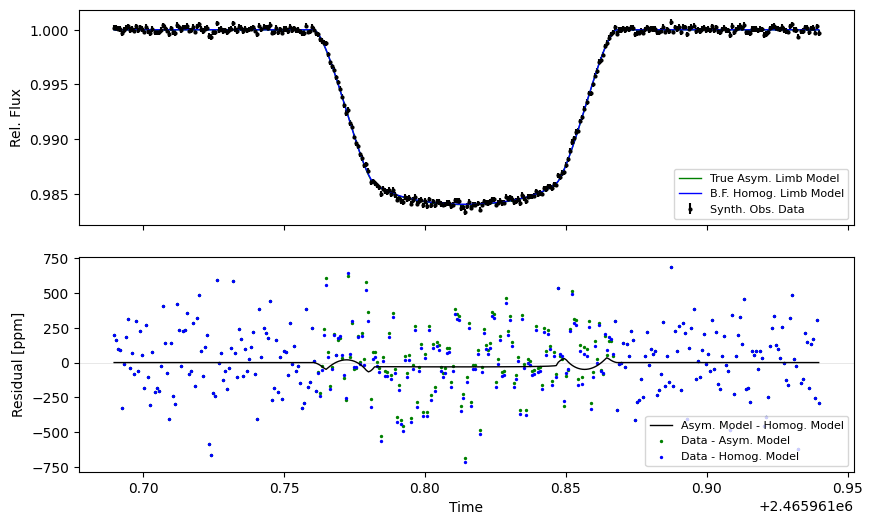 1.000
0.995
0.990
0.985
Rel. Flux
True Asym. Limb Model
B.F. Homog. Limb Model
Synth. Obs. Data
750
500
250
0
−250
−500
−750
Residual [ppm]
Asym. Model - Homog. Model
Data - Asym. Model
Data - Homog. Model
0.70
0.75
0.80
0.85
0.90
0.95
Time
+2.465961e6